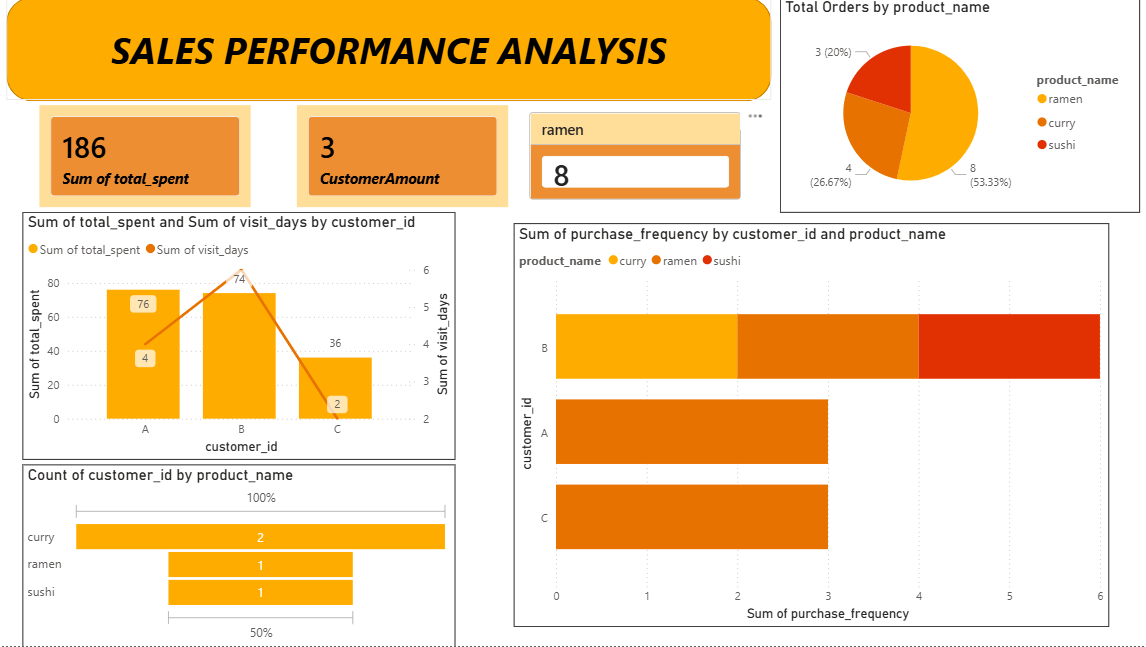 SALES PERFORMANCE ANALYSIS
186
Sum of total_spent
3
CustomerAmount
ramen
8
Total Orders by product_name
3 (20%)
4
(26.67%)
8
(53.33%)
product_name
ramen
curry
sushi
Sum of total_spent and Sum of visit_days by customer_id
Sum of total_spent Sum of visit_days
Sum of total_spent
80
60
40
20
0
76
74
36
4
2
6
5
4
3
2
Sum of visit_days
A B C
customer_id
Count of customer_id by product_name
100%
curry 2
ramen 1
sushi 1
50%
Sum of purchase_frequency by customer_id and product_name
product_name curry ramen sushi
customer_id
B
A
C
0 1 2 3 4 5 6
Sum of purchase_frequency